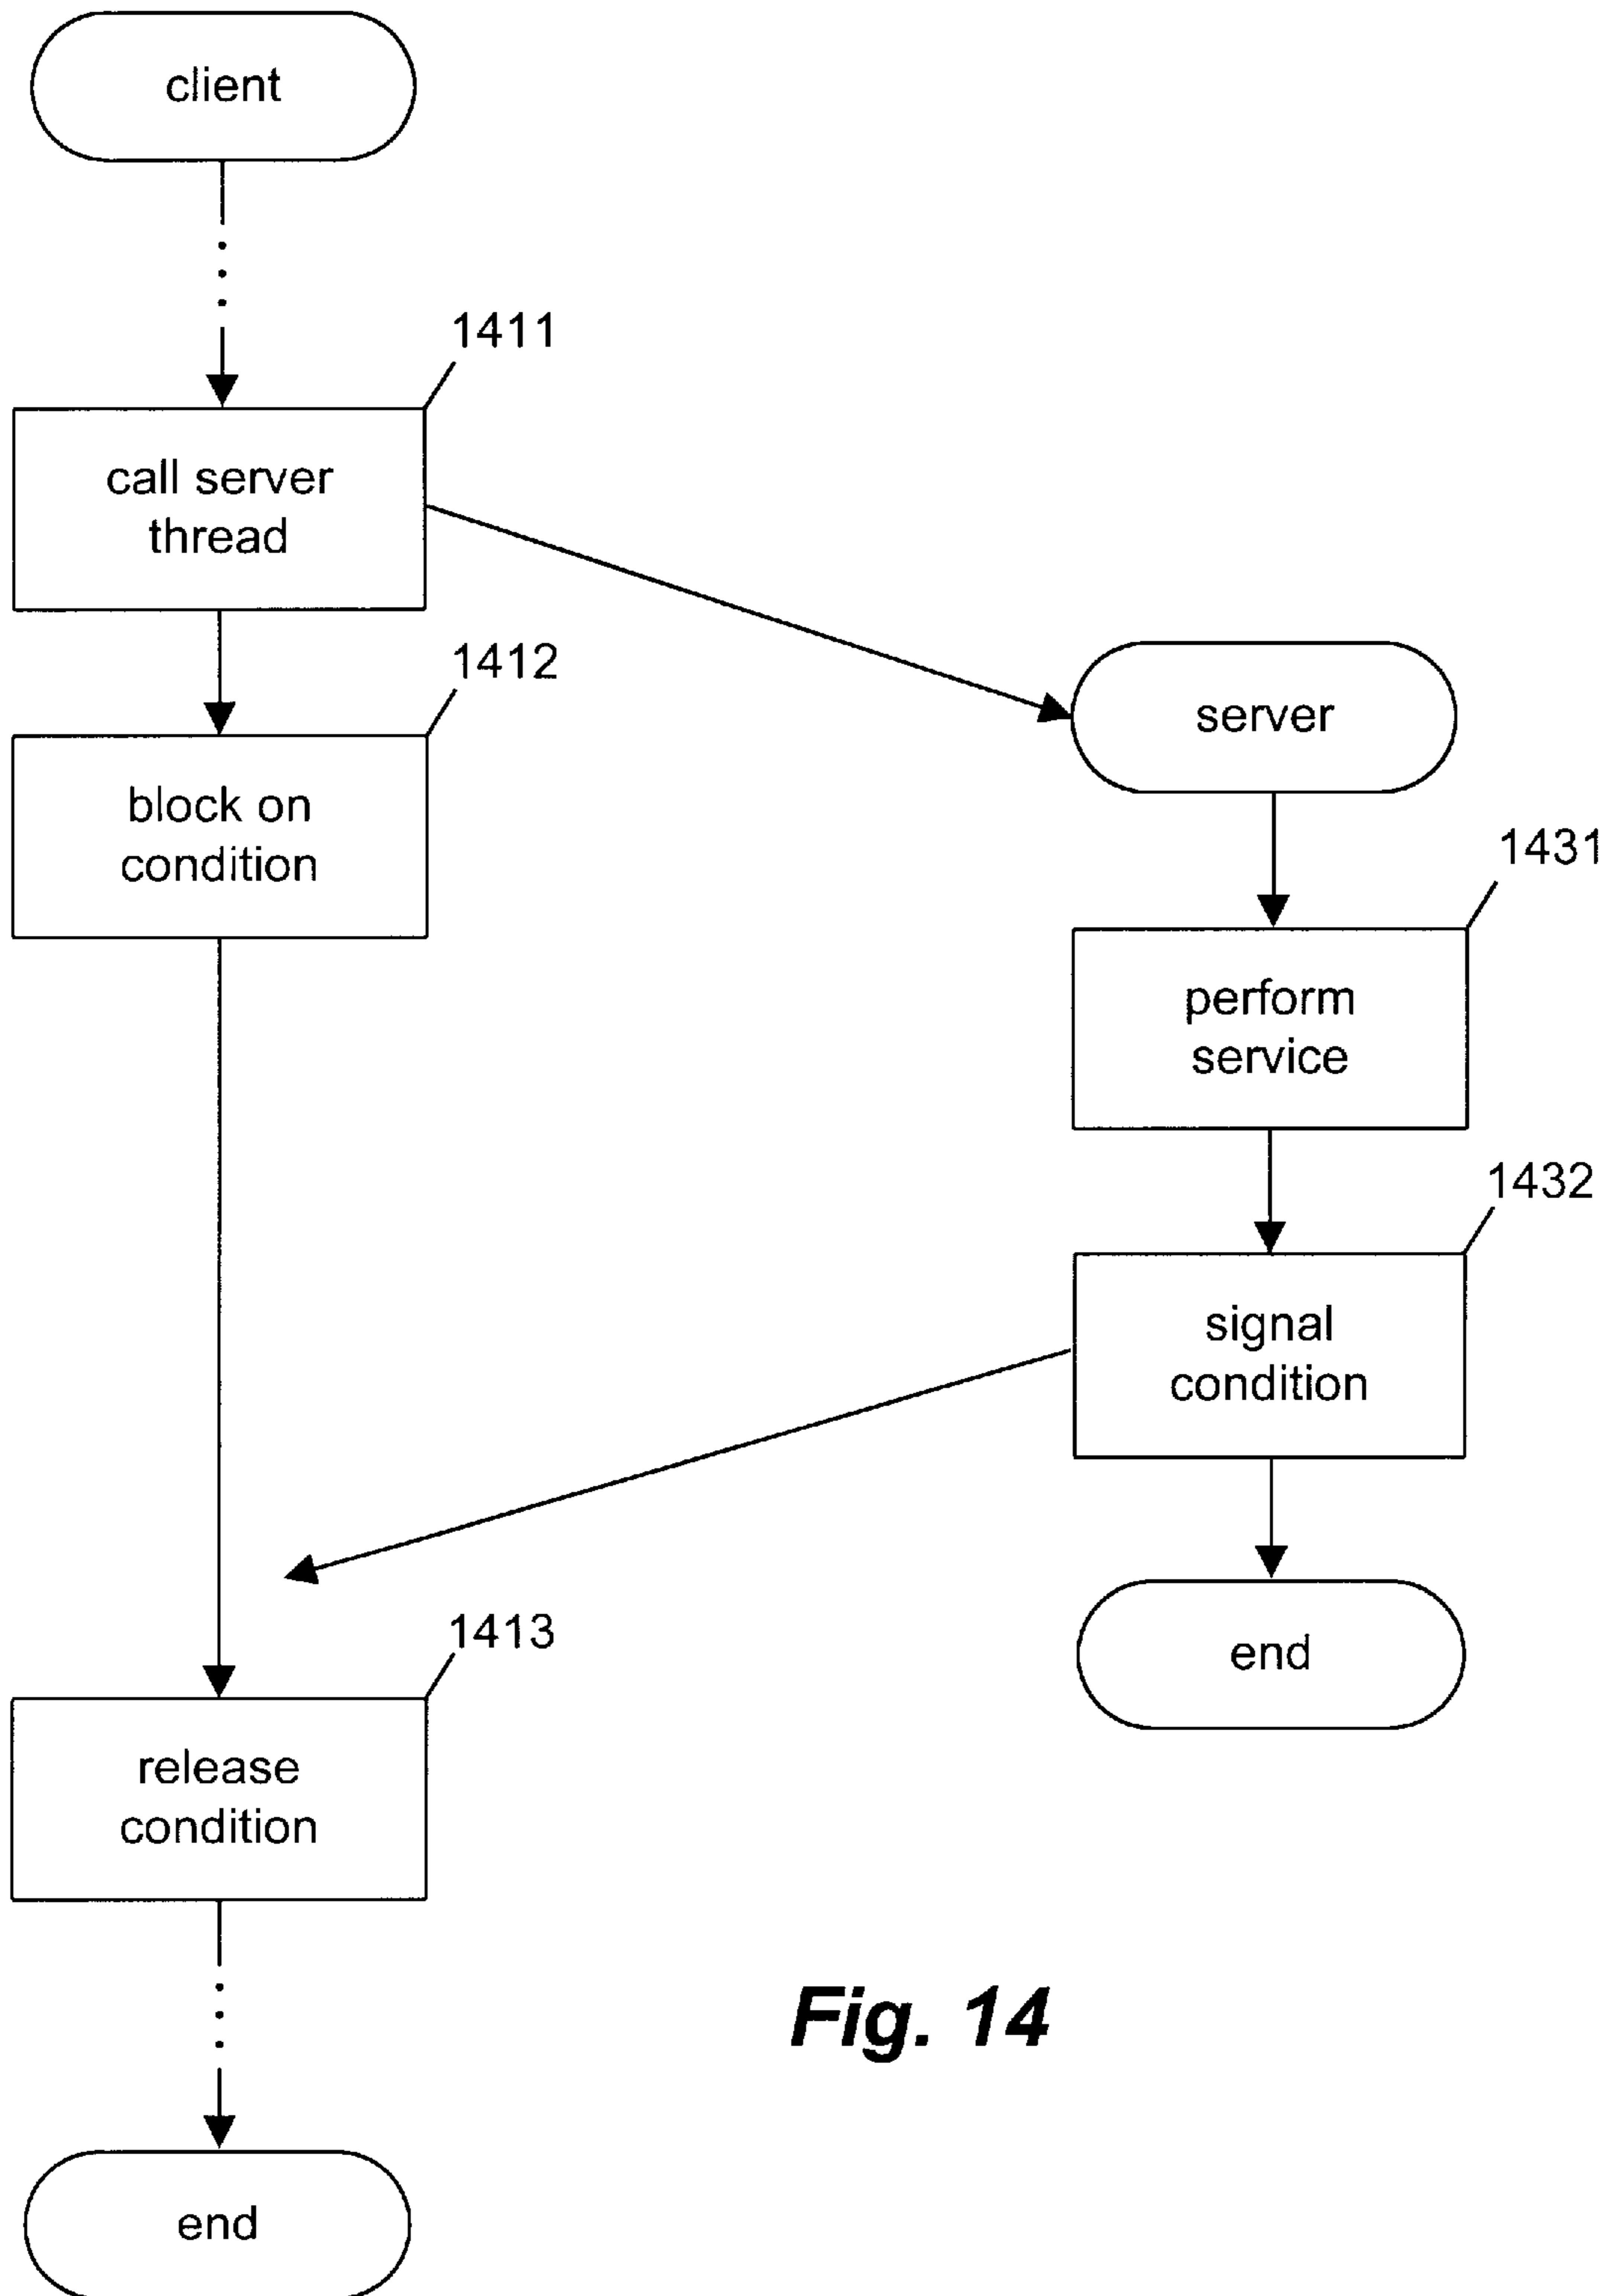 client
1411
call server
thread
1412
block on
condition
server
1431
perform
service
1432
signal
condition
end
1413
release
condition
end
Fig. 14